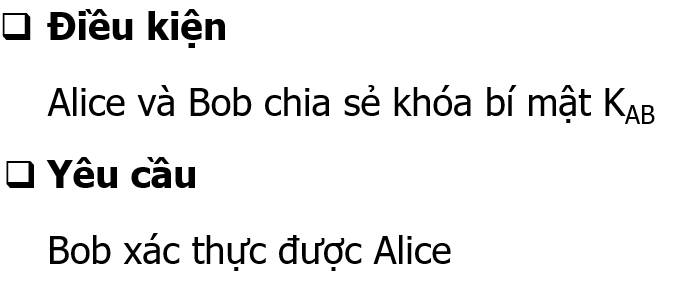 ❑ Điều kiện
Alice và Bob chia sẻ khóa bí mật K_AB
❑ Yêu cầu
Bob xác thực được Alice